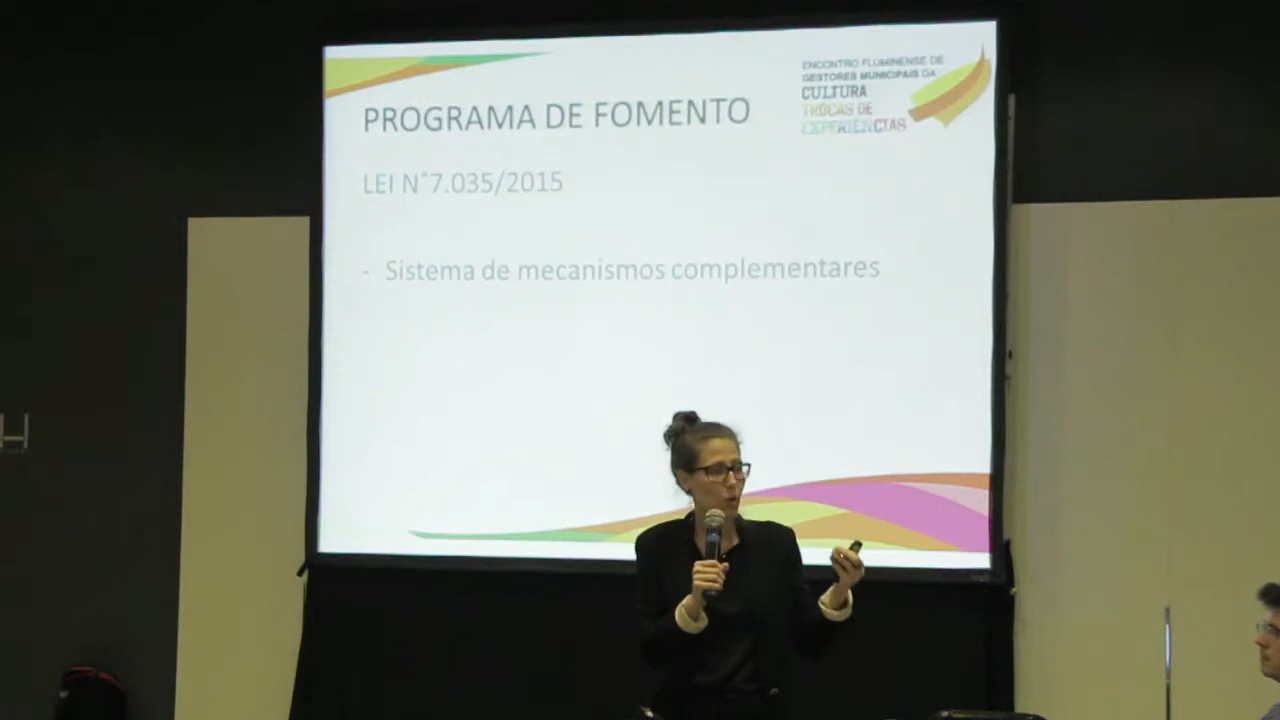 ENCONTRO FLUMINENSE DE
GESTORES MUNICIPAIS DA
CULTURA
TROCAS DE
EXPERIÊNCIAS
PROGRAMA DE FOMENTO
LEI N°7.035/2015
- Sistema de mecanismos complementares